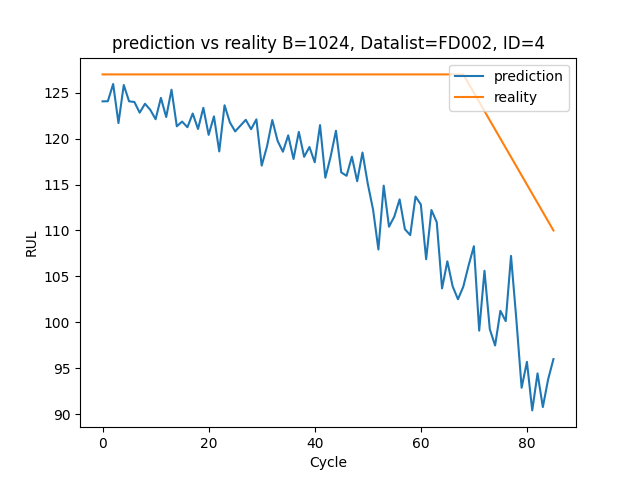 prediction vs reality B=1024, Datalist=FD002, ID=4
prediction
reality
125
120
115
110
105
100
95
90
RUL
0 20 40 60 80
Cycle